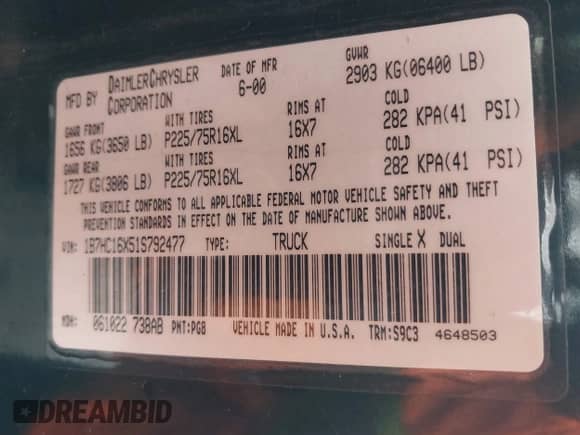 MFD BY DAIMLERCHRYSLER CORPORATION DATE OF MFR 6-00 GVWR 2903 KG(06400 LB)
GAWR FRONT WITH TIRES RIMS AT COLD
1656 KG(3650 LB) P225/75R16XL 16X7 282 KPA(41 PSI)
GAWR REAR WITH TIRES RIMS AT COLD
1727 KG(3806 LB) P225/75R16XL 16X7 282 KPA(41 PSI)
THIS VEHICLE CONFORMS TO ALL APPLICABLE FEDERAL MOTOR VEHICLE SAFETY AND THEFT
PREVENTION STANDARDS IN EFFECT ON THE DATE OF MANUFACTURE SHOWN ABOVE.
VIN: 1B7HC16X51S792477 TYPE: TRUCK SINGLE X DUAL
MDH: 061022 738AB PNT:PG8 VEHICLE MADE IN U.S.A. TRM:S9C3 4648503
DREAMBID